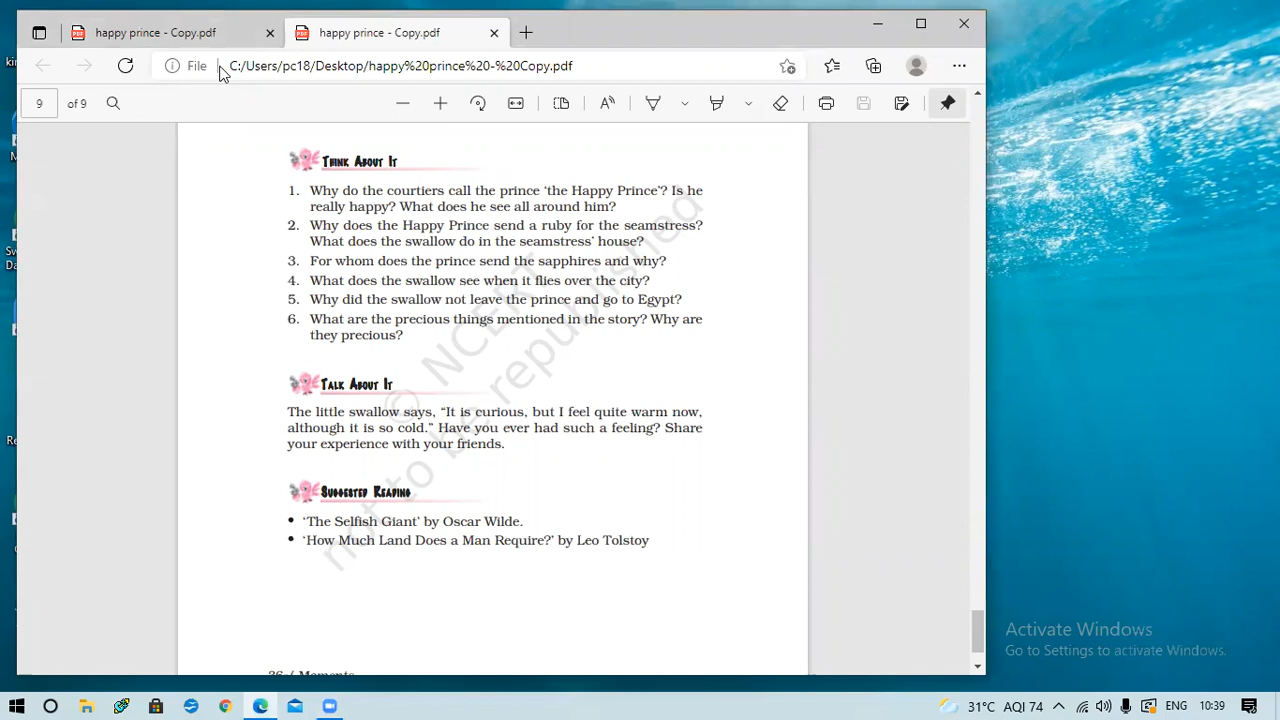 happy prince - Copy.pdf
happy prince - Copy.pdf
File
C:/Users/pc18/Desktop/happy%20prince%20-%20Copy.pdf
9 of 9
THINK ABOUT IT
1. Why do the courtiers call the prince ‘the Happy Prince’? Is he
really happy? What does he see all around him?
2. Why does the Happy Prince send a ruby for the seamstress?
What does the swallow do in the seamstress’ house?
3. For whom does the prince send the sapphires and why?
4. What does the swallow see when it flies over the city?
5. Why did the swallow not leave the prince and go to Egypt?
6. What are the precious things mentioned in the story? Why are
they precious?
TALK ABOUT IT
The little swallow says, “It is curious, but I feel quite warm now,
although it is so cold.” Have you ever had such a feeling? Share
your experience with your friends.
SUGGESTED READING
• ‘The Selfish Giant’ by Oscar Wilde.
• ‘How Much Land Does a Man Require?’ by Leo Tolstoy
© NCERT
not to be republished
Activate Windows
Go to Settings to activate Windows.
31°C AQI 74
ENG
10:39